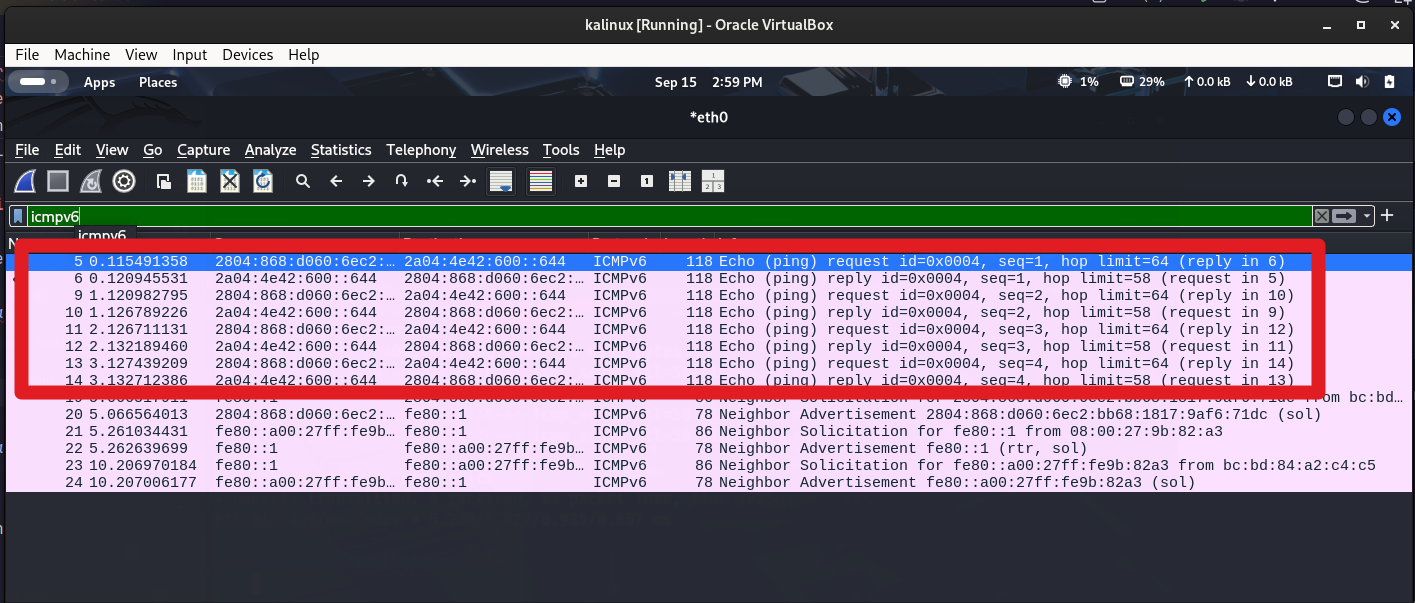 kalinux [Running] - Oracle VirtualBox
File Machine View Input Devices Help
Apps Places Sep 15 2:59 PM 1% 29% 0.0 kB 0.0 kB
*eth0
File Edit View Go Capture Analyze Statistics Telephony Wireless Tools Help
icmpv6
icmpv6
5 0.115491358 2804:868:d060:6ec2:… 2a04:4e42:600::644 ICMPv6 118 Echo (ping) request id=0x0004, seq=1, hop limit=64 (reply in 6)
6 0.120945531 2a04:4e42:600::644 2804:868:d060:6ec2:… ICMPv6 118 Echo (ping) reply id=0x0004, seq=1, hop limit=58 (request in 5)
9 1.120982795 2804:868:d060:6ec2:… 2a04:4e42:600::644 ICMPv6 118 Echo (ping) request id=0x0004, seq=2, hop limit=64 (reply in 10)
10 1.126789226 2a04:4e42:600::644 2804:868:d060:6ec2:… ICMPv6 118 Echo (ping) reply id=0x0004, seq=2, hop limit=58 (request in 9)
11 2.126711131 2804:868:d060:6ec2:… 2a04:4e42:600::644 ICMPv6 118 Echo (ping) request id=0x0004, seq=3, hop limit=64 (reply in 12)
12 2.132189460 2a04:4e42:600::644 2804:868:d060:6ec2:… ICMPv6 118 Echo (ping) reply id=0x0004, seq=3, hop limit=58 (request in 11)
13 3.127439209 2804:868:d060:6ec2:… 2a04:4e42:600::644 ICMPv6 118 Echo (ping) request id=0x0004, seq=4, hop limit=64 (reply in 14)
14 3.132712386 2a04:4e42:600::644 2804:868:d060:6ec2:… ICMPv6 118 Echo (ping) reply id=0x0004, seq=4, hop limit=58 (request in 13)
fe80::1 ICMPv6 86 Neighbor Solicitation for from bc:bd…
20 5.066564013 2804:868:d060:6ec2:… fe80::1 ICMPv6 78 Neighbor Advertisement 2804:868:d060:6ec2:bb68:1817:9af6:71dc (sol)
21 5.261034431 fe80::a00:27ff:fe9b… fe80::1 ICMPv6 86 Neighbor Solicitation for fe80::1 from 08:00:27:9b:82:a3
22 5.262639699 fe80::1 fe80::a00:27ff:fe9b… ICMPv6 78 Neighbor Advertisement fe80::1 (rtr, sol)
23 10.206970184 fe80::1 fe80::a00:27ff:fe9b… ICMPv6 86 Neighbor Solicitation for fe80::a00:27ff:fe9b:82a3 from bc:bd:84:a2:c4:c5
24 10.207006177 fe80::a00:27ff:fe9b… fe80::1 ICMPv6 78 Neighbor Advertisement fe80::a00:27ff:fe9b:82a3 (sol)